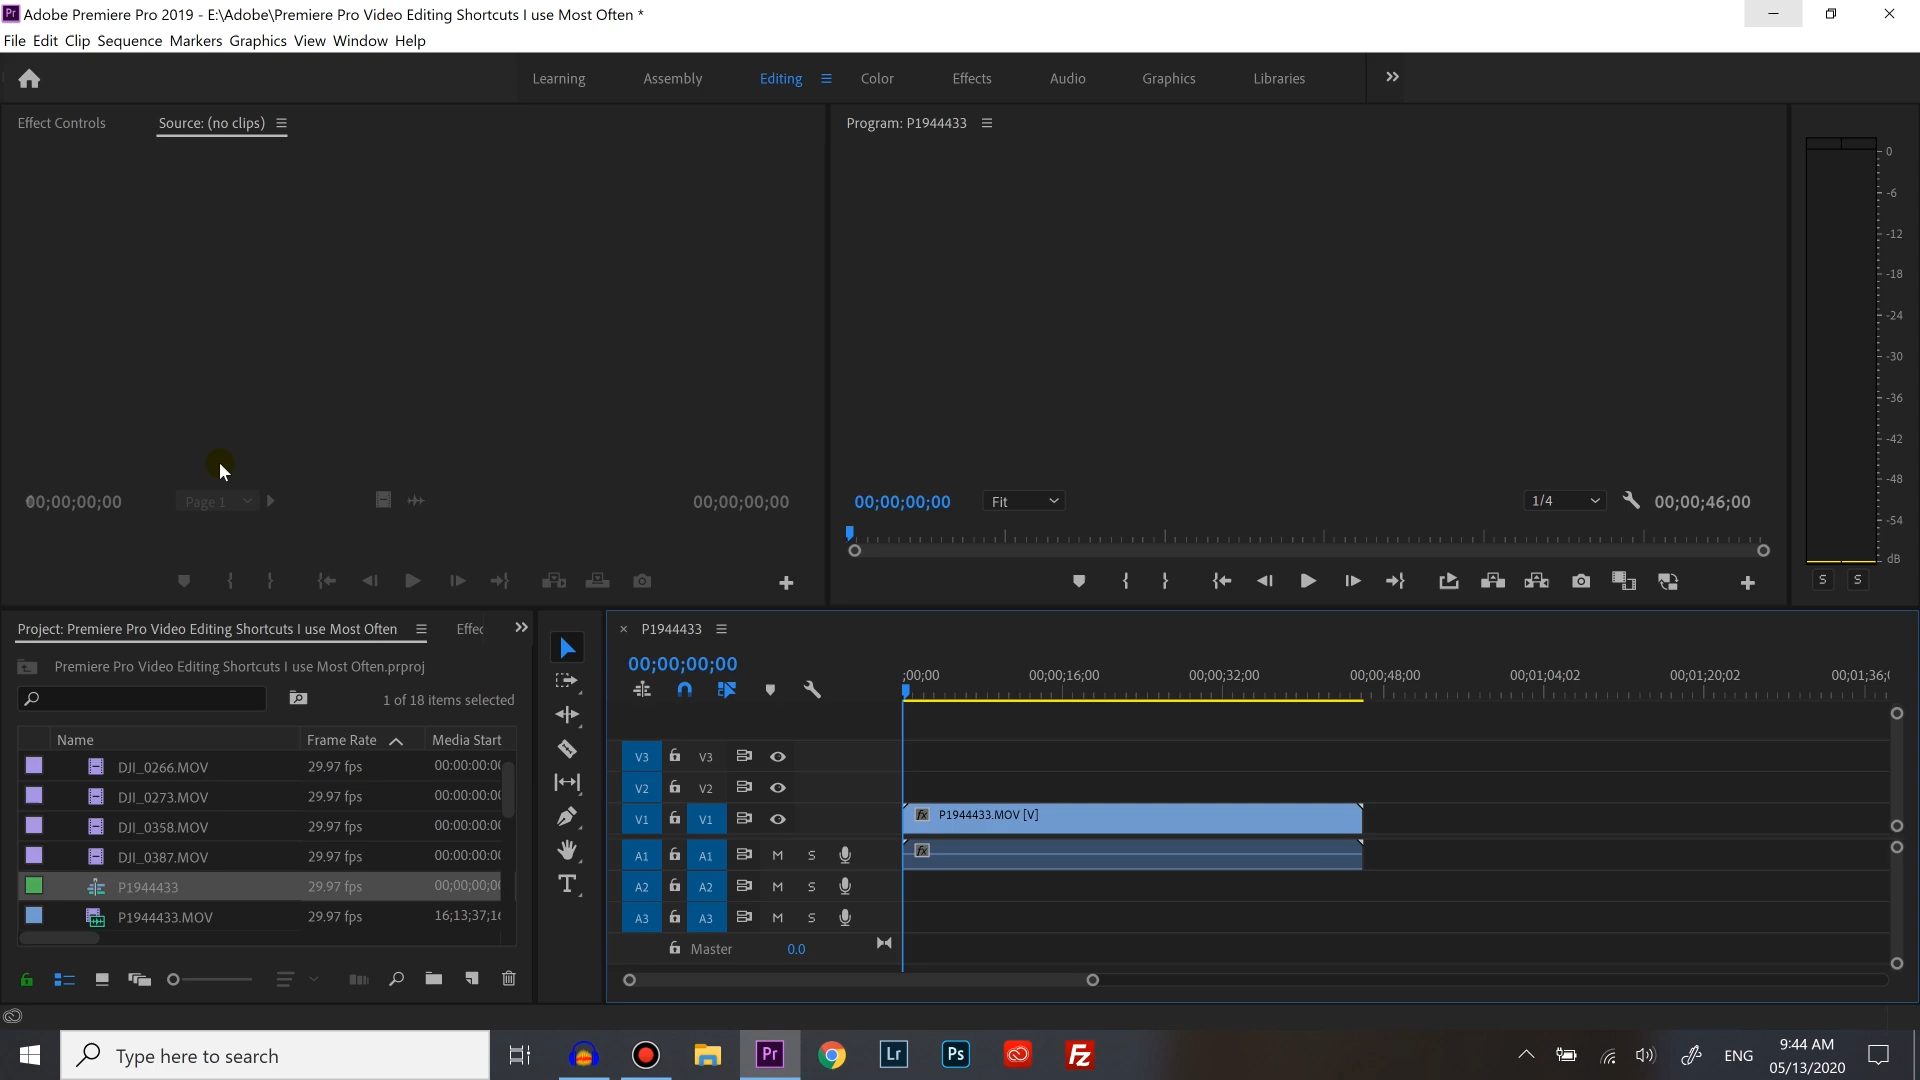 Pr Adobe Premiere Pro 2019 - E:\Adobe\Premiere Pro Video Editing Shortcuts I use Most Often *
File Edit Clip Sequence Markers Graphics View Window Help
Learning Assembly Editing Color Effects Audio Graphics Libraries
Effect Controls Source: (no clips) Program: P1944433
0
-6
-12
-18
-24
-30
-36
-42
-48
-54
dB
S S
00;00;00;00 Page 1 00;00;00;00 00;00;00;00 Fit 1/4 00;00;46;00
Project: Premiere Pro Video Editing Shortcuts I use Most Often Effec
Premiere Pro Video Editing Shortcuts I use Most Often.prproj
1 of 18 items selected
Name Frame Rate Media Start
DJI_0266.MOV 29.97 fps 00:00:00:00
DJI_0273.MOV 29.97 fps 00:00:00:00
DJI_0358.MOV 29.97 fps 00:00:00:00
DJI_0387.MOV 29.97 fps 00:00:00:00
P1944433 29.97 fps 00;00;00;00
P1944433.MOV 29.97 fps 16;13;37;16
P1944433
00;00;00;00
;00;00 00;00;16;00 00;00;32;00 00;00;48;00 00;01;04;02 00;01;20;02 00;01;36;
V3 V3
V2 V2
V1 V1 fx P1944433.MOV [V]
A1 A1 M S fx
A2 A2 M S
A3 A3 M S
Master 0.0
Type here to search Pr Lr Ps Fz ENG
9:44 AM
05/13/2020